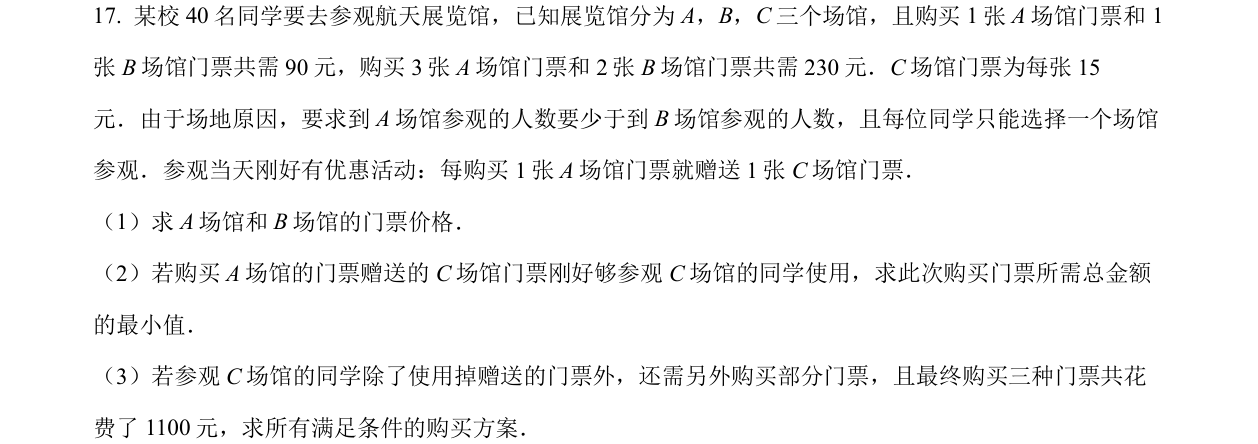 17. 某校 40 名同学要去参观航天展览馆，已知展览馆分为 A，B，C 三个场馆，且购买 1 张 A 场馆门票和 1
张 B 场馆门票共需 90 元，购买 3 张 A 场馆门票和 2 张 B 场馆门票共需 230 元．C 场馆门票为每张 15
元．由于场地原因，要求到 A 场馆参观的人数要少于到 B 场馆参观的人数，且每位同学只能选择一个场馆
参观．参观当天刚好有优惠活动：每购买 1 张 A 场馆门票就赠送 1 张 C 场馆门票．
（1）求 A 场馆和 B 场馆的门票价格．
（2）若购买 A 场馆的门票赠送的 C 场馆门票刚好够参观 C 场馆的同学使用，求此次购买门票所需总金额
的最小值．
（3）若参观 C 场馆的同学除了使用掉赠送的门票外，还需另外购买部分门票，且最终购买三种门票共花
费了 1100 元，求所有满足条件的购买方案．